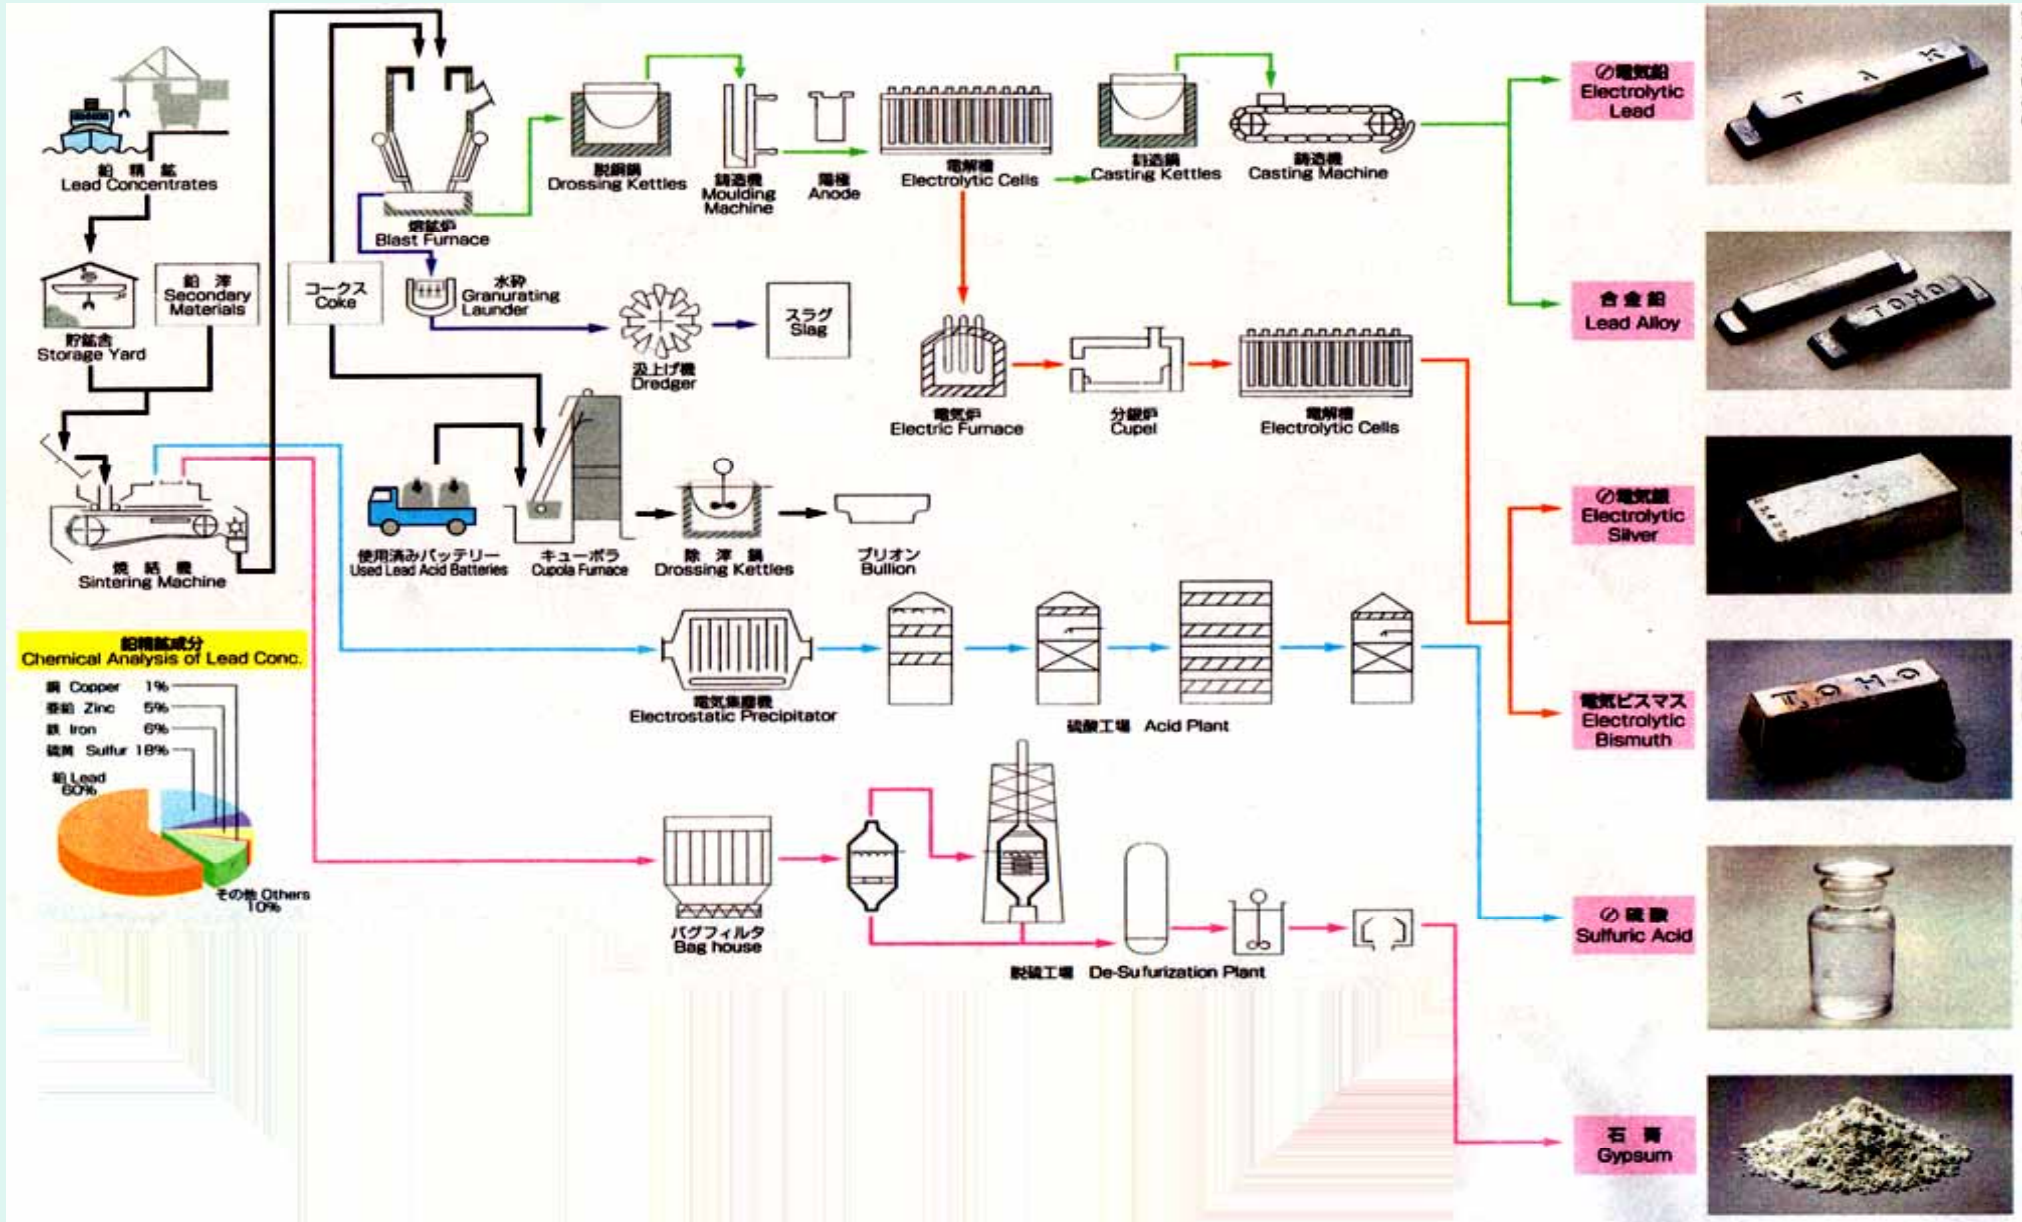 鉛 精 鉱
Lead Concentrates
貯鉱舎
Storage Yard
鉛 滓
Secondary
Materials
焼 結 機
Sintering Machine
コークス
Coke
熔鉱炉
Blast Furnace
水砕
Granurating
Launder
汲上げ機
Dredger
スラグ
Slag
脱銅鍋
Drossing Kettles
鋳造機
Moulding
Machine
陽極
Anode
電解槽
Electrolytic Cells
鋳造鍋
Casting Kettles
鋳造機
Casting Machine
電気炉
Electric Furnace
分銀炉
Cupel
電解槽
Electrolytic Cells
使用済みバッテリー
Used Lead Acid Batteries
キューポラ
Cupola Furnace
除 滓 鍋
Drossing Kettles
ブリオン
Bullion
電気集塵機
Electrostatic Precipitator
硫酸工場 Acid Plant
バグフィルタ
Bag house
脱硫工場 De-Sufurization Plant
鉛精鉱成分
Chemical Analysis of Lead Conc.
銅 Copper 1%
亜鉛 Zinc 5%
鉄 Iron 6%
硫黄 Sulfur 18%
鉛 Lead
60%
その他 Others
10%
電気鉛
Electrolytic
Lead
合 金 鉛
Lead Alloy
電気銀
Electrolytic
Silver
電気ビスマス
Electrolytic
Bismuth
硫 酸
Sulfuric Acid
石 膏
Gypsum
T A K
TOHO
TOHO